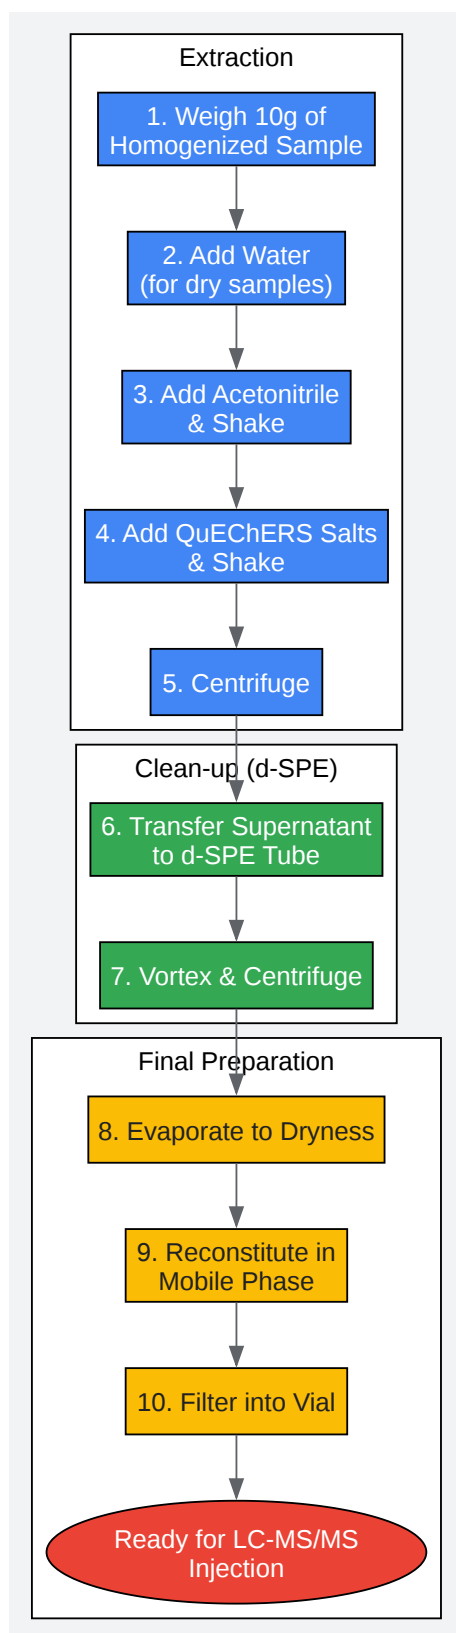 Extraction
1. Weigh 10g of
Homogenized Sample
2. Add Water
(for dry samples)
3. Add Acetonitrile
& Shake
4. Add QuEChERS Salts
& Shake
5. Centrifuge
Clean-up (d-SPE)
6. Transfer Supernatant
to d-SPE Tube
7. Vortex & Centrifuge
Final Preparation
8. Evaporate to Dryness
9. Reconstitute in
Mobile Phase
10. Filter into Vial
Ready for LC-MS/MS
Injection